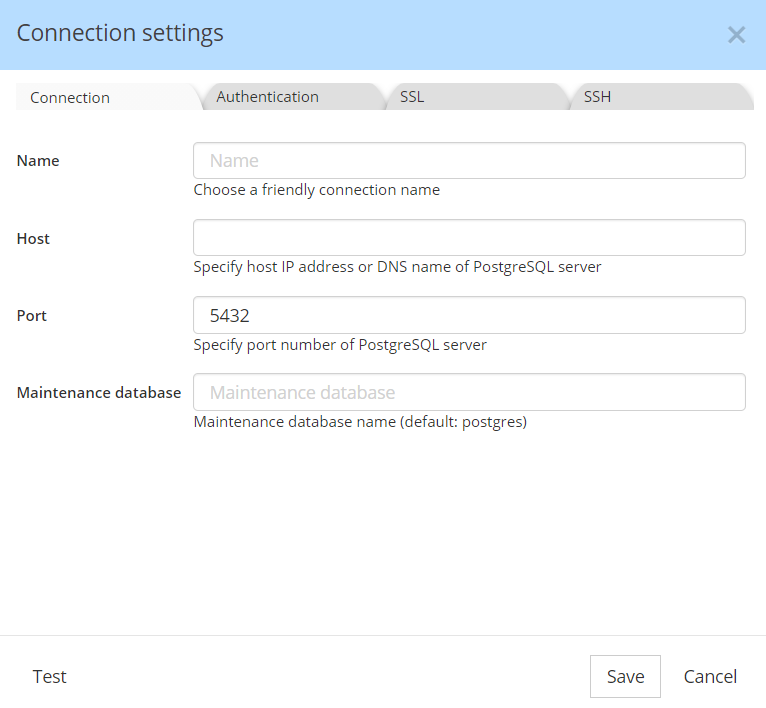 Connection settings
Connection
Authentication
SSL
SSH
Name
Name
Choose a friendly connection name
Host
Specify host IP address or DNS name of PostgreSQL server
Port
5432
Specify port number of PostgreSQL server
Maintenance database
Maintenance database
Maintenance database name (default: postgres)
Test
Save
Cancel